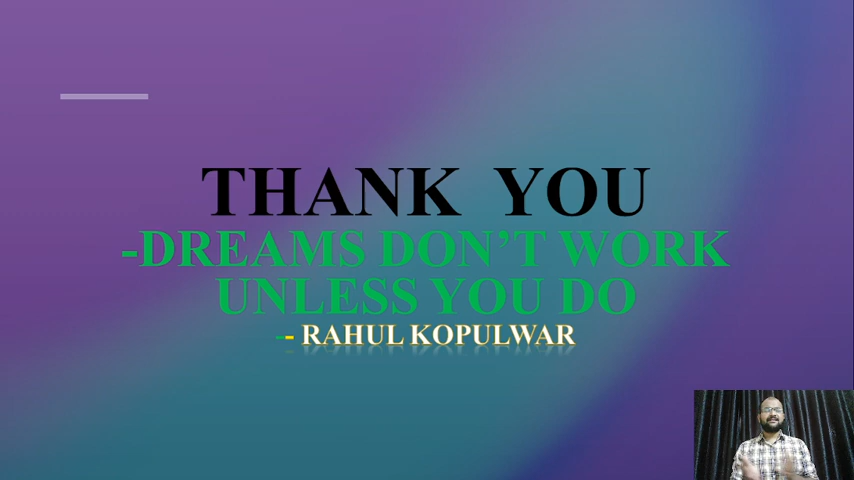 THANK YOU
-DREAMS DON’T WORK
UNLESS YOU DO
-- RAHUL KOPULWAR